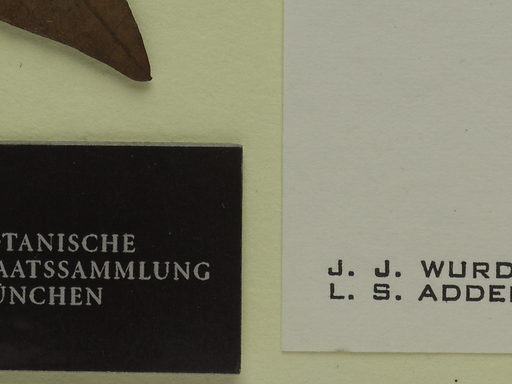 TANISCHE
AATSSAMMLUNG
ÜNCHEN
J. J. WURD
L. S. ADDE